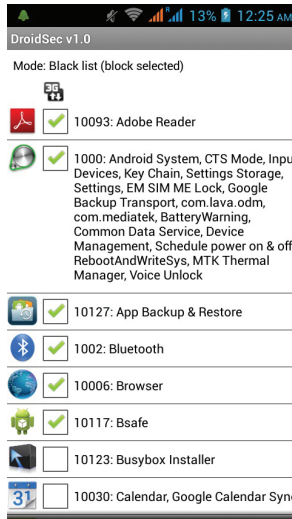 R
13% 12:25 AM
DroidSec v1.0
Mode: Black list (block selected)
3G
10093: Adobe Reader
1000: Android System, CTS Mode, Inpu
Devices, Key Chain, Settings Storage,
Settings, EM SIM ME Lock, Google
Backup Transport, com.lava.odm,
com.mediatek, BatteryWarning,
Common Data Service, Device
Management, Schedule power on & off
RebootAndWriteSys, MTK Thermal
Manager, Voice Unlock
10127: App Backup & Restore
1002: Bluetooth
10006: Browser
10117: Bsafe
10123: Busybox Installer
31
10030: Calendar, Google Calendar Syn